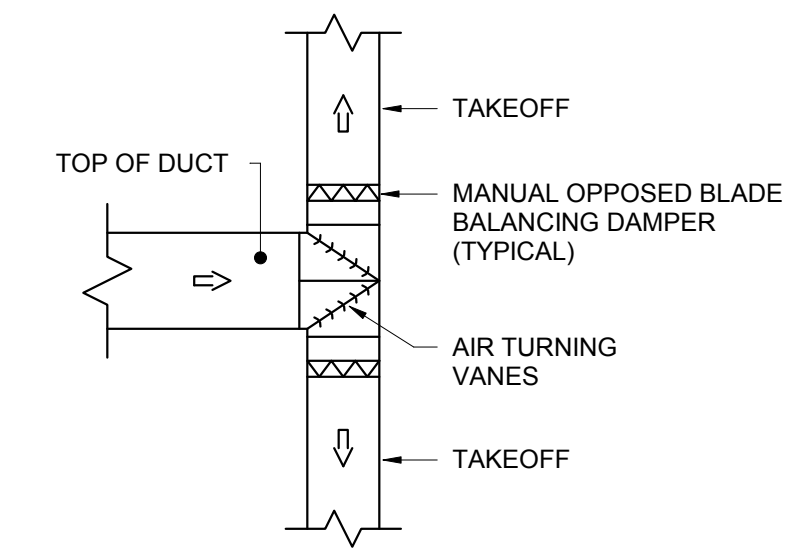 TAKEOFF
TOP OF DUCT
MANUAL OPPOSED BLADE
BALANCING DAMPER
(TYPICAL)
AIR TURNING
VANES
TAKEOFF